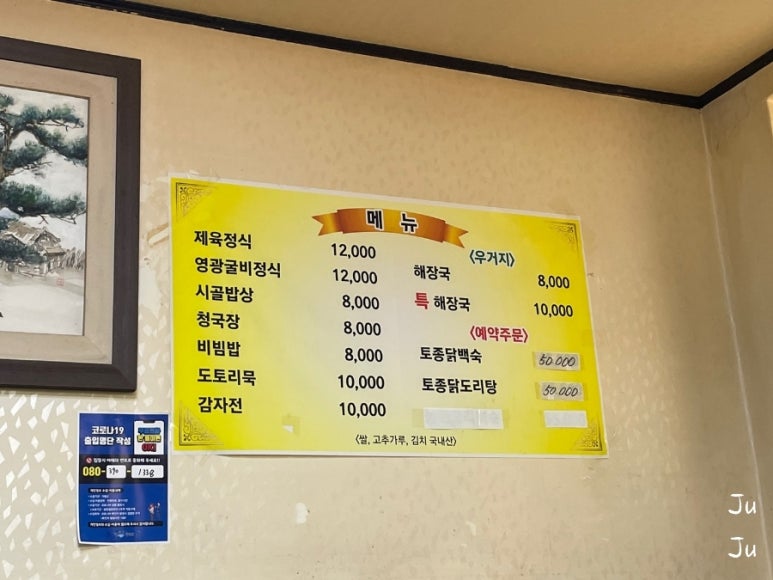 메 뉴
제육정식 12,000
영광굴비정식 12,000
시골밥상 8,000
청국장 8,000
비빔밥 8,000
도토리묵 10,000
감자전 10,000
<우거지>
해장국 8,000
특 해장국 10,000
<예약주문>
토종닭백숙 50.000
토종닭도리탕 50.000
<쌀, 고추가루, 김치 국내산>
코로나19
출입명단 작성
080-390-1338
Ju
Ju